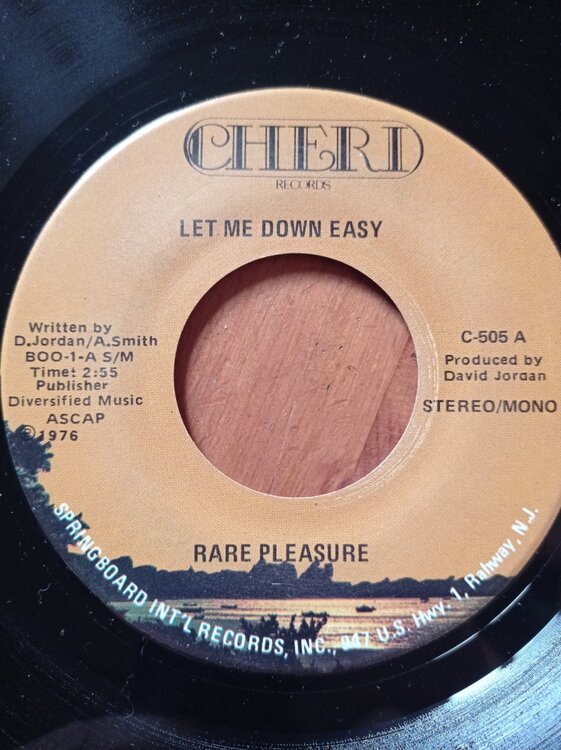 CHERI
RECORDS
LET ME DOWN EASY
Written by
D.Jordan/A.Smith
BOO-1-A S/M
Time: 2:55
Publisher
Diversified Music
ASCAP
℗1976
C-505 A
Produced by
David Jordan
STEREO/MONO
RARE PLEASURE
SPRINGBOARD INT'L RECORDS, INC., 947 U.S. Hwy. 1, Rahway, N.J.